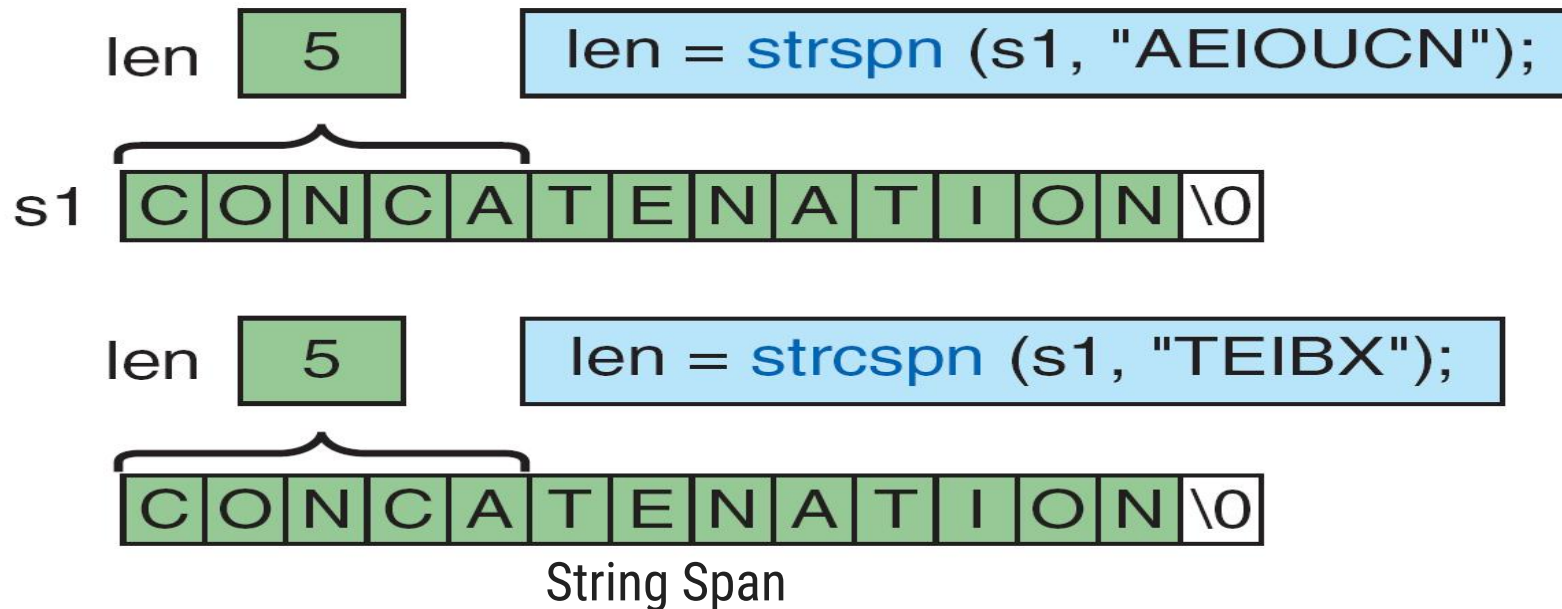 len 5 len = strspn (s1, "AEIOUCN");
s1 C O N C A T E N A T I O N \0
len 5 len = strcspn (s1, "TEIBX");
C O N C A T E N A T I O N \0
String Span